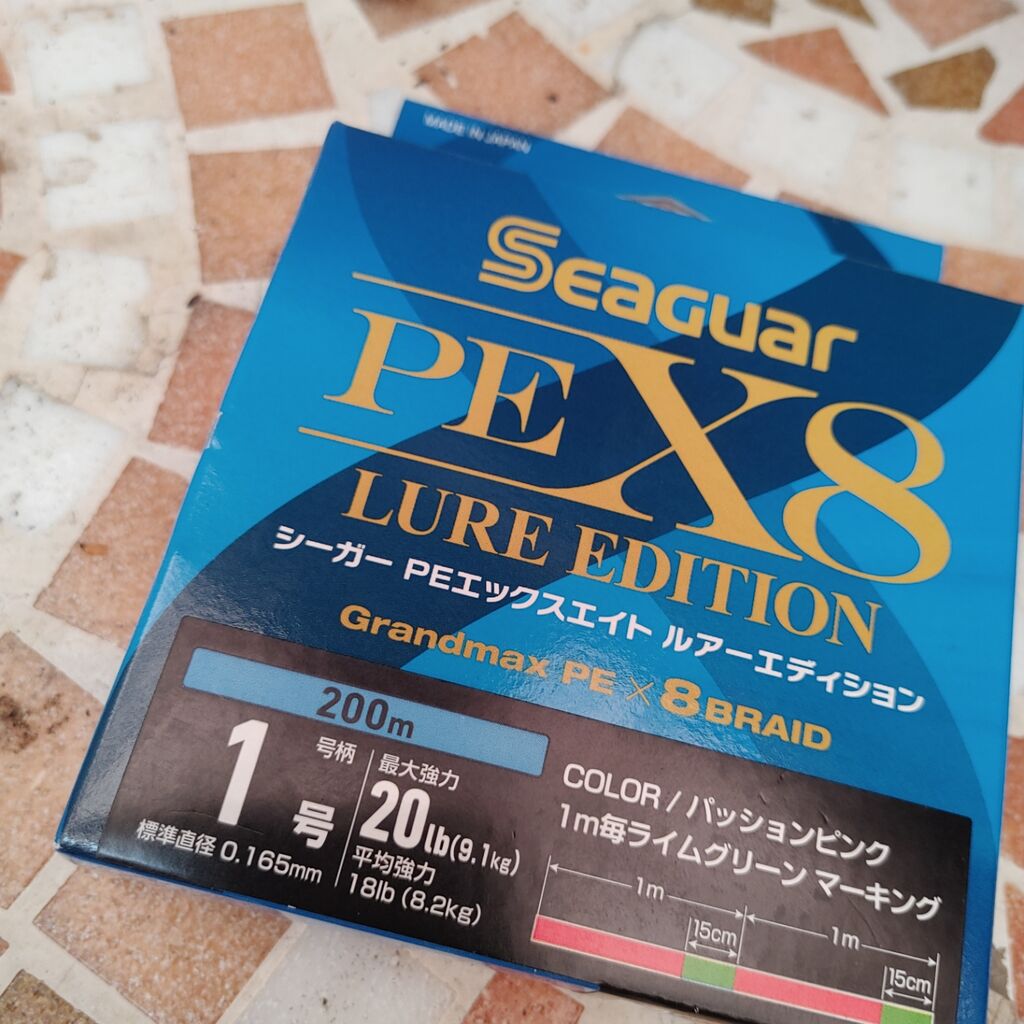 MADE IN JAPAN
Seaguar
PEX8
LURE EDITION
シーガー PEエックスエイト ルアーエディション
Grandmax PE × 8 BRAID
200m
1号
号柄
標準直径 0.165mm
最大強力
20lb(9.1kg)
平均強力
18lb (8.2kg)
COLOR / パッションピンク
1m毎ライムグリーン マーキング
1m
1m
15cm
15cm